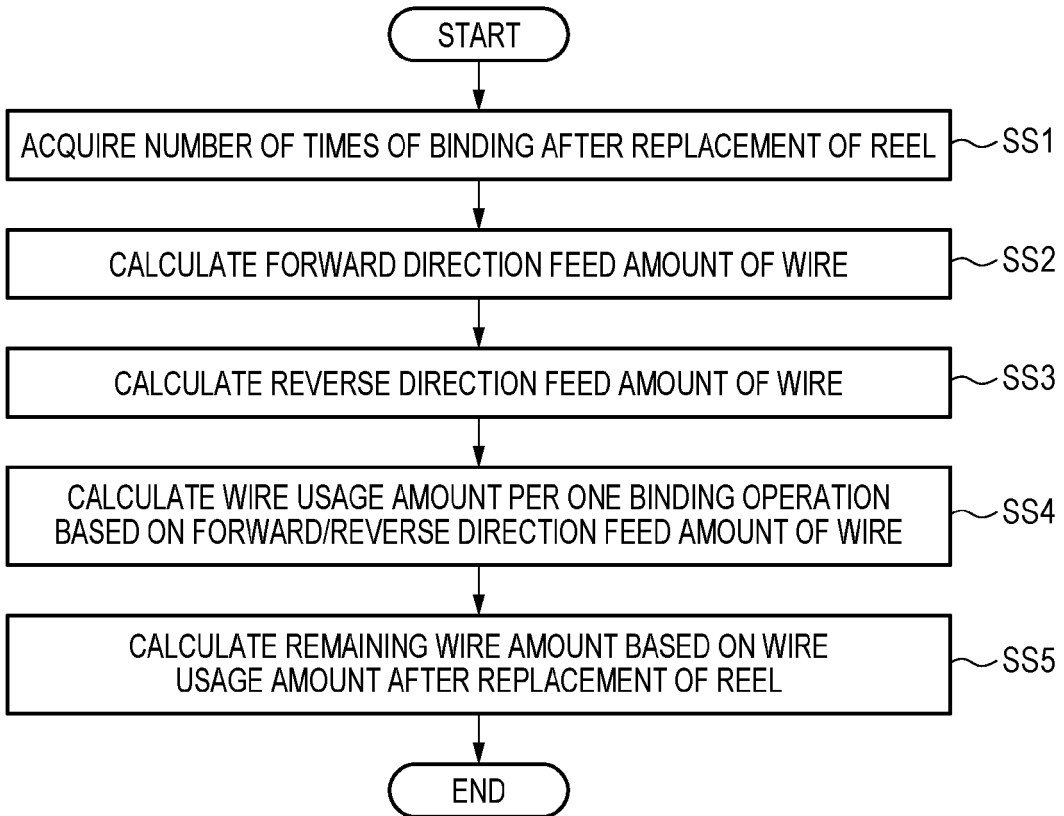 START
ACQUIRE NUMBER OF TIMES OF BINDING AFTER REPLACEMENT OF REEL
SS1
CALCULATE FORWARD DIRECTION FEED AMOUNT OF WIRE
SS2
CALCULATE REVERSE DIRECTION FEED AMOUNT OF WIRE
SS3
CALCULATE WIRE USAGE AMOUNT PER ONE BINDING OPERATION
BASED ON FORWARD/REVERSE DIRECTION FEED AMOUNT OF WIRE
SS4
CALCULATE REMAINING WIRE AMOUNT BASED ON WIRE
USAGE AMOUNT AFTER REPLACEMENT OF REEL
SS5
END